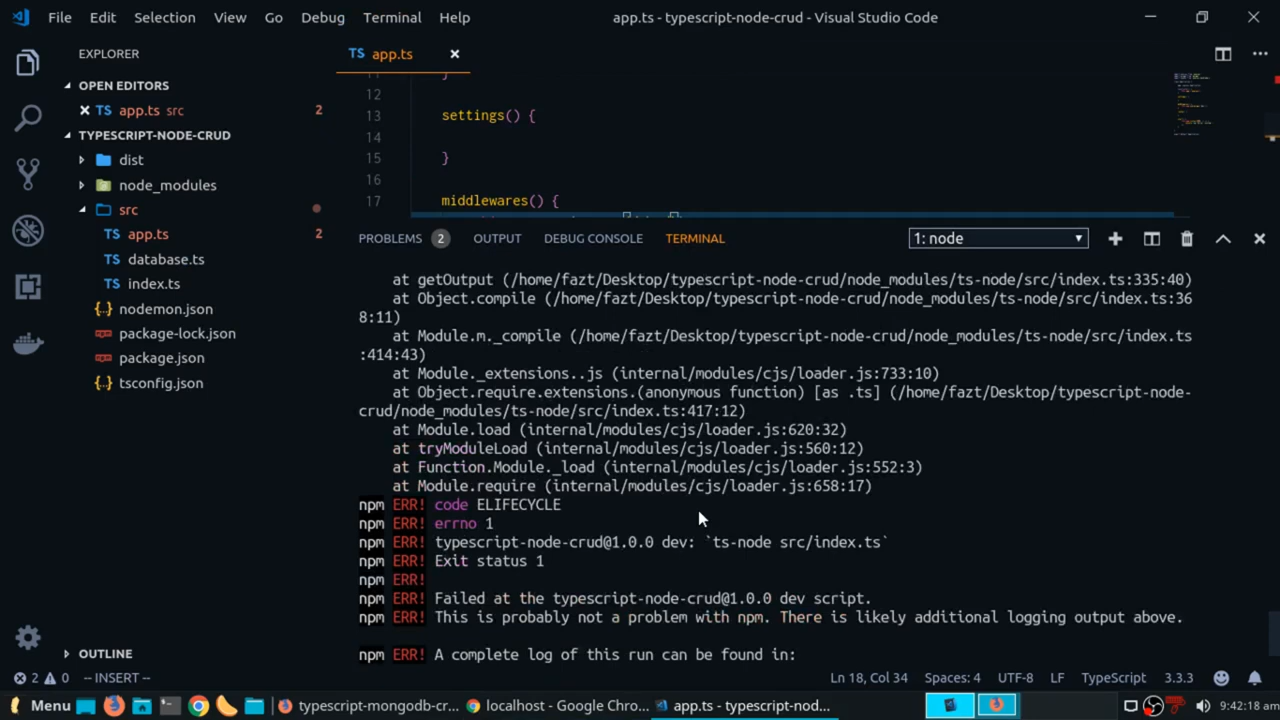 File Edit Selection View Go Debug Terminal Help
app.ts - typescript-node-crud - Visual Studio Code
EXPLORER
OPEN EDITORS
TS app.ts src 2
TYPESCRIPT-NODE-CRUD
dist
node_modules
src
TS app.ts 2
TS database.ts
TS index.ts
nodemon.json
package-lock.json
package.json
tsconfig.json
OUTLINE
TS app.ts
11 }
12
13 settings() {
14
15 }
16
17 middlewares() {
PROBLEMS 2 OUTPUT DEBUG CONSOLE TERMINAL 1: node
at getOutput (/home/fazt/Desktop/typescript-node-crud/node_modules/ts-node/src/index.ts:335:40)
at Object.compile (/home/fazt/Desktop/typescript-node-crud/node_modules/ts-node/src/index.ts:36
8:11)
at Module.m._compile (/home/fazt/Desktop/typescript-node-crud/node_modules/ts-node/src/index.ts
:414:43)
at Module._extensions..js (internal/modules/cjs/loader.js:733:10)
at Object.require.extensions.(anonymous function) [as .ts] (/home/fazt/Desktop/typescript-node-
crud/node_modules/ts-node/src/index.ts:417:12)
at Module.load (internal/modules/cjs/loader.js:620:32)
at tryModuleLoad (internal/modules/cjs/loader.js:560:12)
at Function.Module._load (internal/modules/cjs/loader.js:552:3)
at Module.require (internal/modules/cjs/loader.js:658:17)
npm ERR! code ELIFECYCLE
npm ERR! errno 1
npm ERR! typescript-node-crud@1.0.0 dev: `ts-node src/index.ts`
npm ERR! Exit status 1
npm ERR!
npm ERR! Failed at the typescript-node-crud@1.0.0 dev script.
npm ERR! This is probably not a problem with npm. There is likely additional logging output above.
npm ERR! A complete log of this run can be found in:
2 0 -- INSERT -- Ln 18, Col 34 Spaces: 4 UTF-8 LF TypeScript 3.3.3
Menu typescript-mongodb-cr... localhost - Google Chro... app.ts - typescript-nod... 9:42:18 am